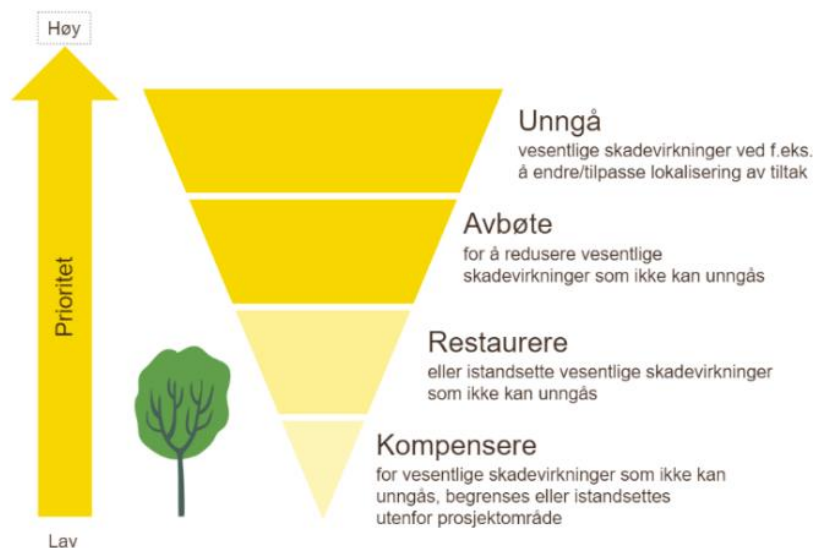 Høy
Prioritet
Lav
Unngå
vesentlige skadevirkninger ved f.eks.
å endre/tilpasse lokalisering av tiltak
Avbøte
for å redusere vesentlige
skadevirkninger som ikke kan unngås
Restaurere
eller istandsette vesentlige skadevirkninger
som ikke kan unngås
Kompensere
for vesentlige skadevirkninger som ikke kan
unngås, begrenses eller istandsettes
utenfor prosjektområde